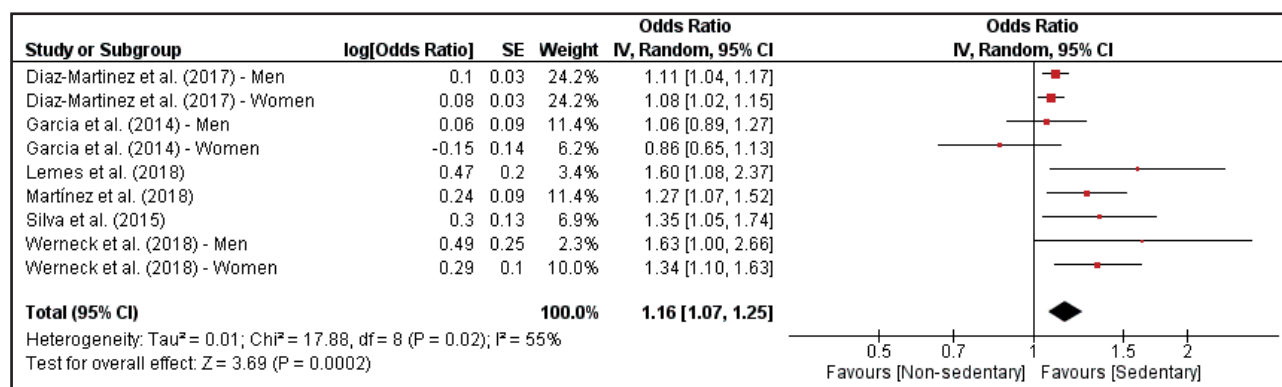 Odds Ratio Odds Ratio
Study or Subgroup log[Odds Ratio] SE Weight IV, Random, 95% CI IV, Random, 95% CI
Diaz-Martinez et al. (2017) - Men 0.1 0.03 24.2% 1.11 [1.04, 1.17]
Diaz-Martinez et al. (2017) - Women 0.08 0.03 24.2% 1.08 [1.02, 1.15]
Garcia et al. (2014) - Men 0.06 0.09 11.4% 1.06 [0.89, 1.27]
Garcia et al. (2014) - Women -0.15 0.14 6.2% 0.86 [0.65, 1.13]
Lemes et al. (2018) 0.47 0.2 3.4% 1.60 [1.08, 2.37]
Martínez et al. (2018) 0.24 0.09 11.4% 1.27 [1.07, 1.52]
Silva et al. (2015) 0.3 0.13 6.9% 1.35 [1.05, 1.74]
Werneck et al. (2018) - Men 0.49 0.25 2.3% 1.63 [1.00, 2.66]
Werneck et al. (2018) - Women 0.29 0.1 10.0% 1.34 [1.10, 1.63]
Total (95% CI) 100.0% 1.16 [1.07, 1.25]
Heterogeneity: Tau² = 0.01; Chi² = 17.88, df = 8 (P = 0.02); I² = 55%
Test for overall effect: Z = 3.69 (P = 0.0002)
0.5 0.7 1 1.5 2
Favours [Non-sedentary] Favours [Sedentary]